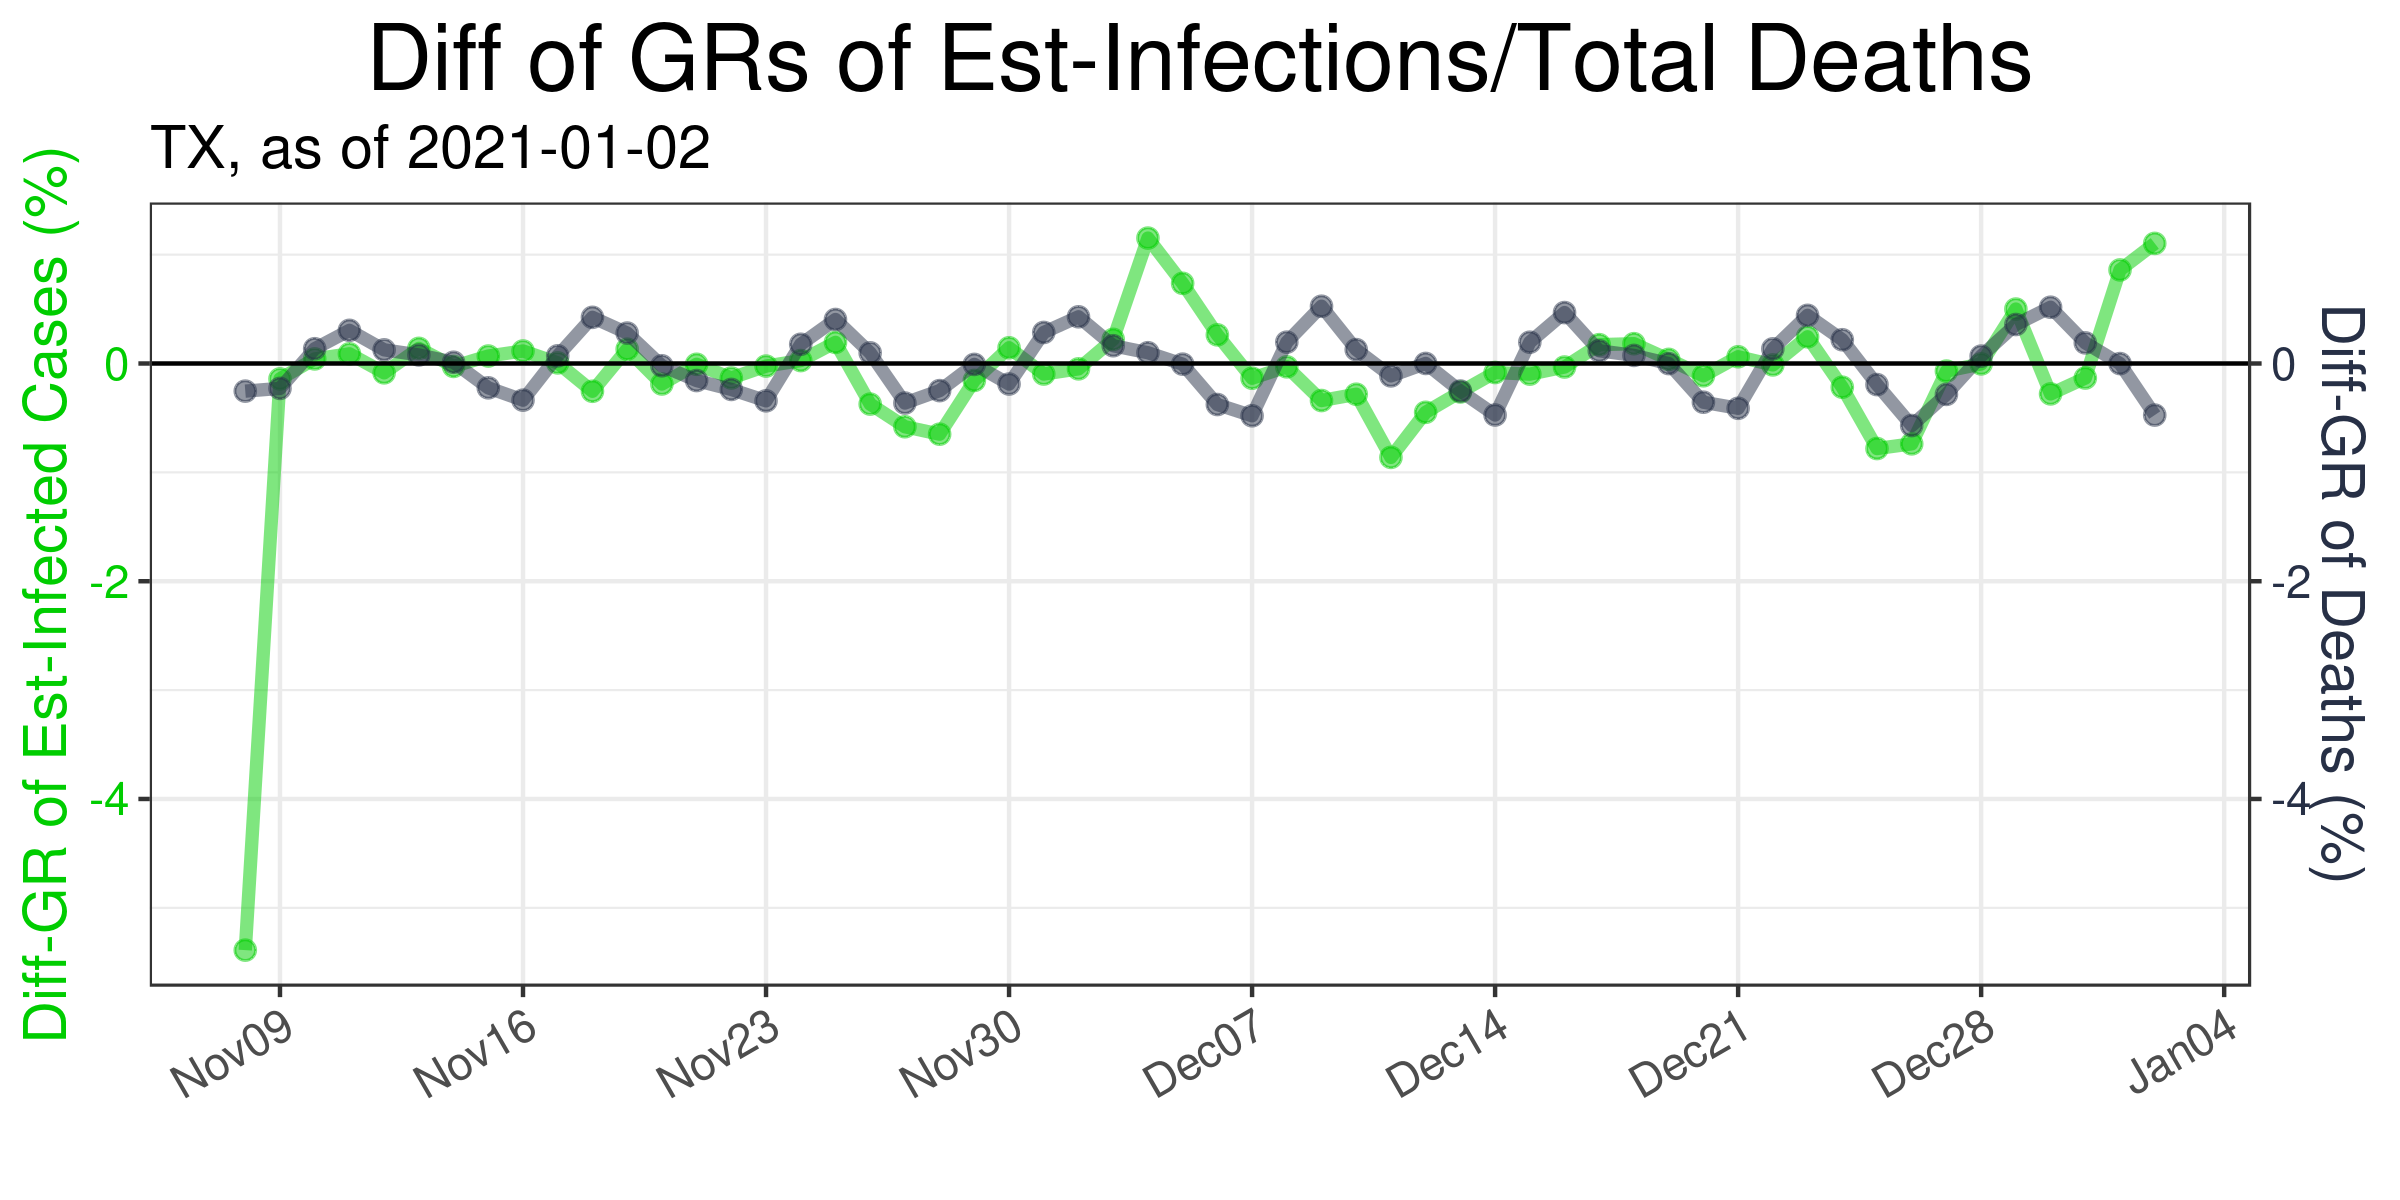 Diff of GRs of Est-Infections/Total Deaths
TX, as of 2021-01-02
Diff-GR of Est-Infected Cases (%)
0
-2
-4
0
-2
-4
Diff-GR of Deaths (%)
Nov09
Nov16
Nov23
Nov30
Dec07
Dec14
Dec21
Dec28
Jan04